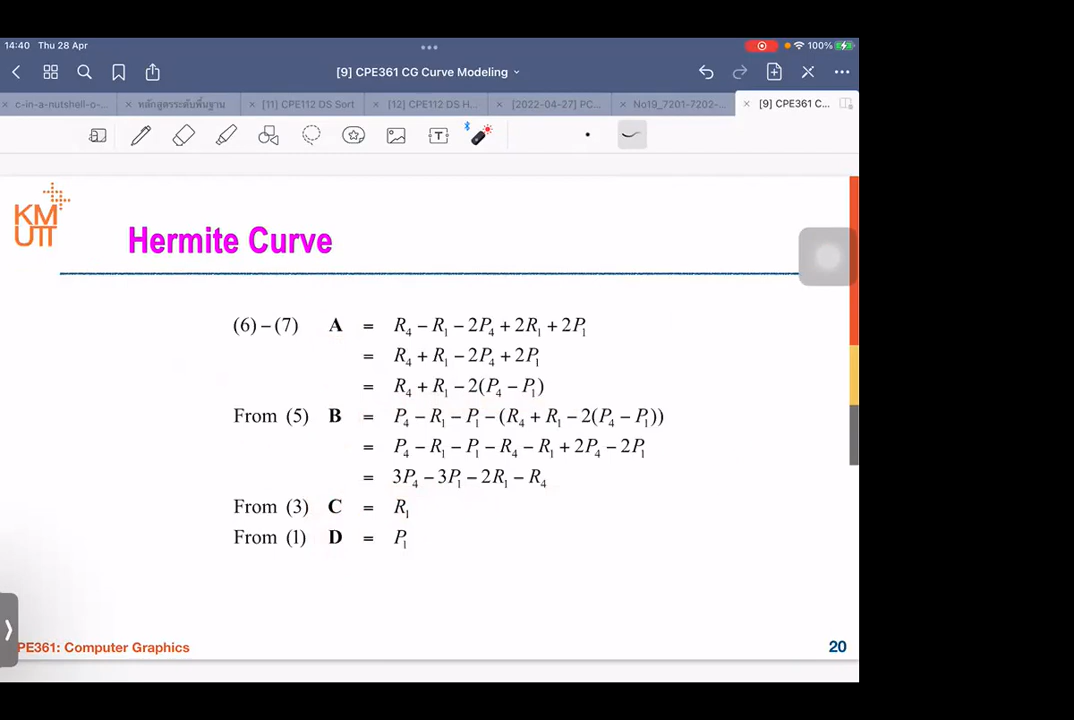 14:40 Thu 28 Apr
100%
[9] CPE361 CG Curve Modeling
c-in-a-nutshell-o-... หลักสูตรระดับพื้นฐาน [11] CPE112 DS Sort [12] CPE112 DS H... [2022-04-27] PC... No19_7201-7202-... [9] CPE361 C...
T
KM
UTT
Hermite Curve
(6) – (7) A = R₄ – R₁ – 2P₄ + 2R₁ + 2P₁
= R₄ + R₁ – 2P₄ + 2P₁
= R₄ + R₁ – 2(P₄ – P₁)
From (5) B = P₄ – R₁ – P₁ – (R₄ + R₁ – 2(P₄ – P₁))
= P₄ – R₁ – P₁ – R₄ – R₁ + 2P₄ – 2P₁
= 3P₄ – 3P₁ – 2R₁ – R₄
From (3) C = R₁
From (1) D = P₁
PE361: Computer Graphics
20